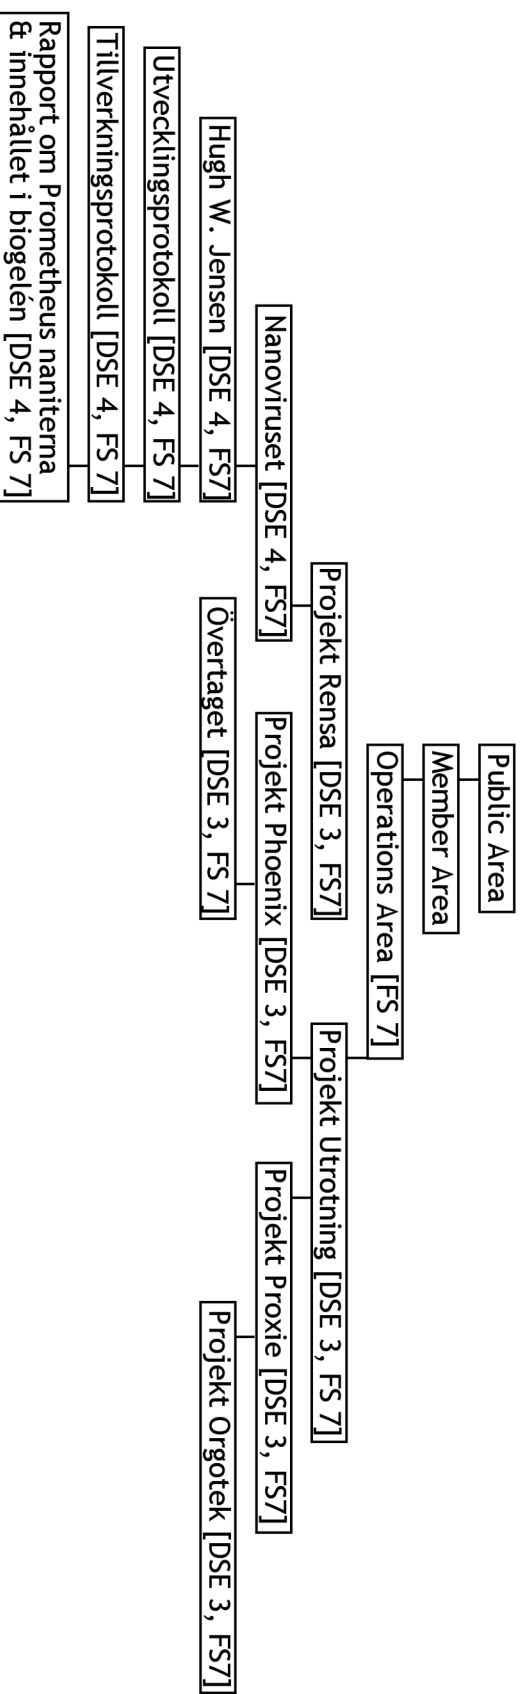 Public Area
Member Area
Operations Area [FS 7]
Projekt Rensa [DSE 3, FS7]
Projekt Utrotning [DSE 3, FS 7]
Nanoviruset [DSE 4, FS7]
Projekt Phoenix [DSE 3, FS7]
Projekt Proxie [DSE 3, FS7]
Hugh W. Jensen [DSE 4, FS7]
Övertaget [DSE 3, FS 7]
Projekt Orgotek [DSE 3, FS7]
Utvecklingsprotokoll [DSE 4, FS 7]
Tillverkningsprotokoll [DSE 4, FS 7]
Rapport om Prometheus naniterna
& innehållet i biogelén [DSE 4, FS 7]